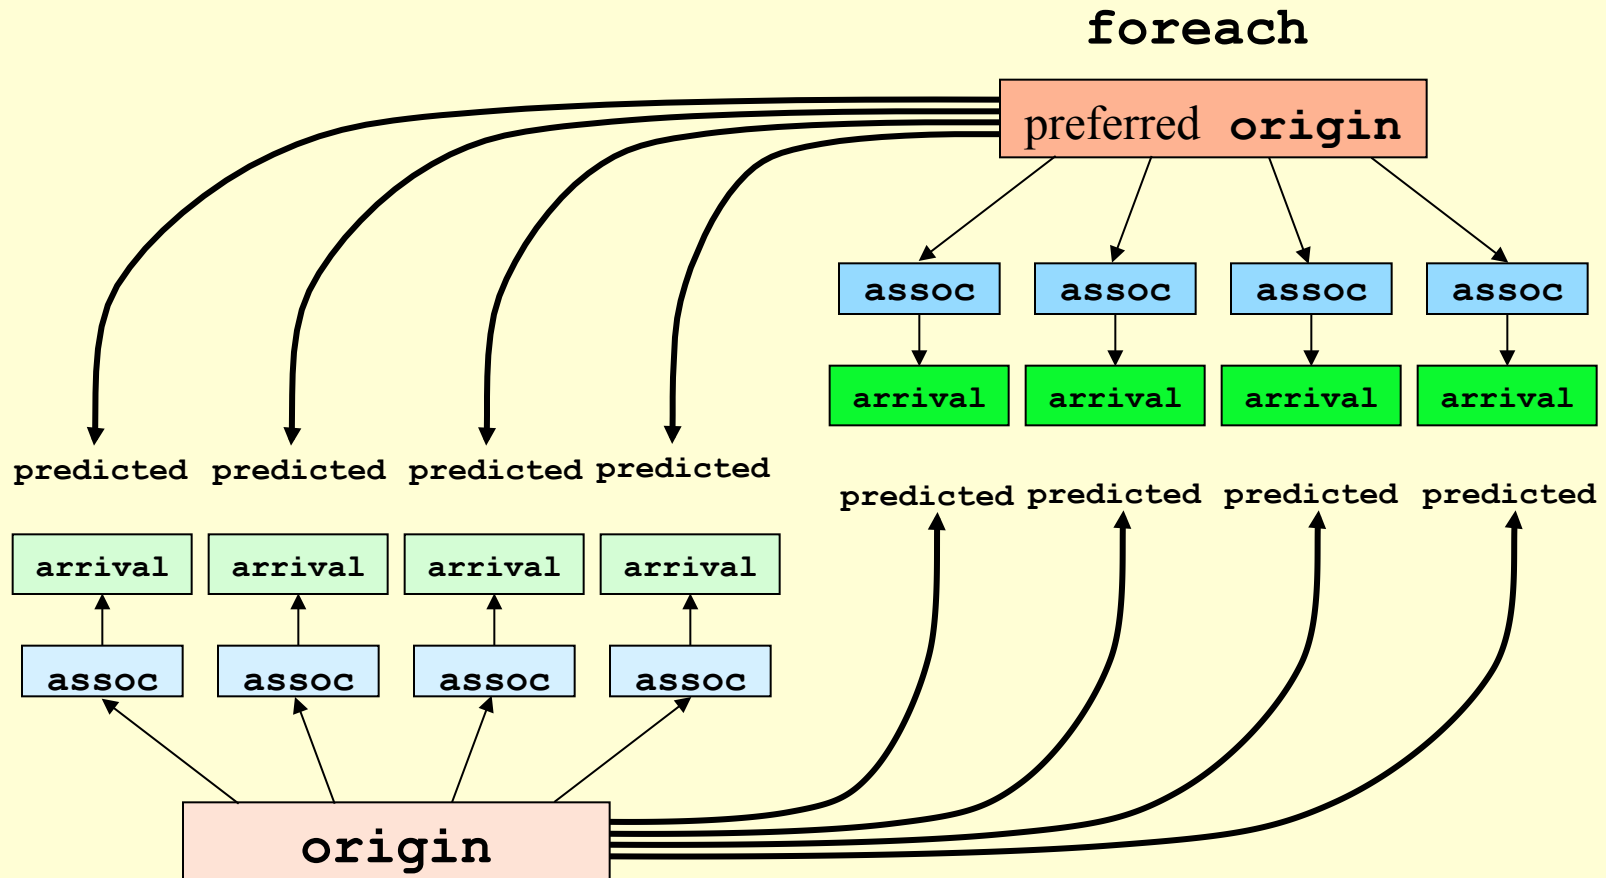 foreach
preferred origin
assoc assoc assoc assoc
arrival arrival arrival arrival
predicted predicted predicted predicted
predicted predicted predicted predicted
arrival arrival arrival arrival
assoc assoc assoc assoc
origin